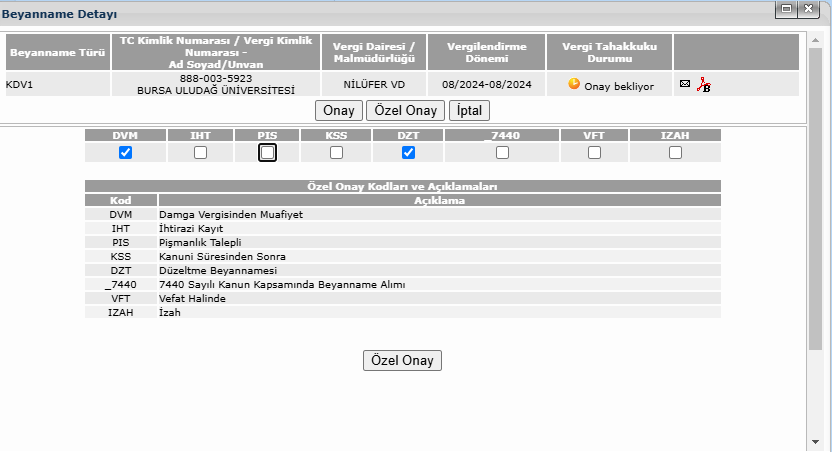 Beyanname Detayı
Beyanname Türü
TC Kimlik Numarası / Vergi Kimlik
Numarası -
Ad Soyad/Unvan
Vergi Dairesi /
Malmüdürlüğü
Vergilendirme
Dönemi
Vergi Tahakkuku
Durumu
KDV1
888-003-5923
BURSA ULUDAĞ ÜNİVERSİTESİ
NİLÜFER VD
08/2024-08/2024
Onay bekliyor
Onay Özel Onay İptal
DVM IHT PIS KSS DZT _7440 VFT IZAH
Özel Onay Kodları ve Açıklamaları
Kod Açıklama
DVM Damga Vergisinden Muafiyet
IHT İhtirazi Kayıt
PIS Pişmanlık Talepli
KSS Kanuni Süresinden Sonra
DZT Düzeltme Beyannamesi
_7440 7440 Sayılı Kanun Kapsamında Beyanname Alımı
VFT Vefat Halinde
IZAH İzah
Özel Onay